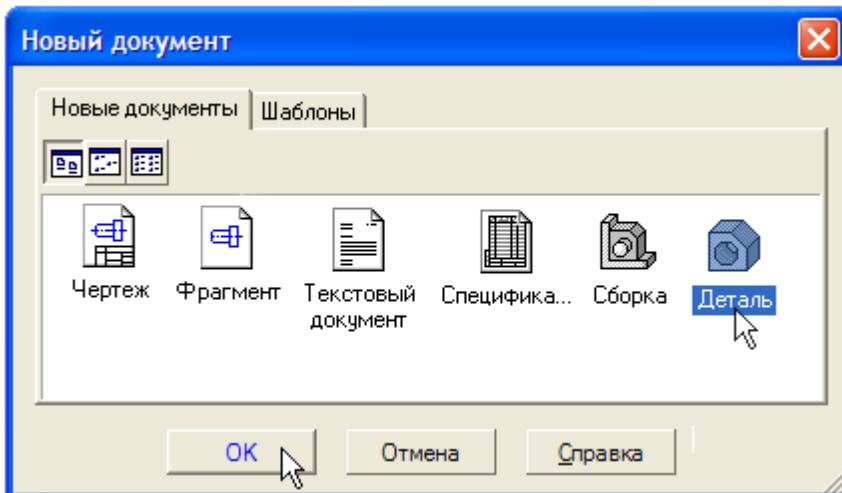 Новый документ
Новые документы
Шаблоны
Чертеж
Фрагмент
Текстовый
документ
Специфика...
Сборка
Деталь
OK
Отмена
Справка